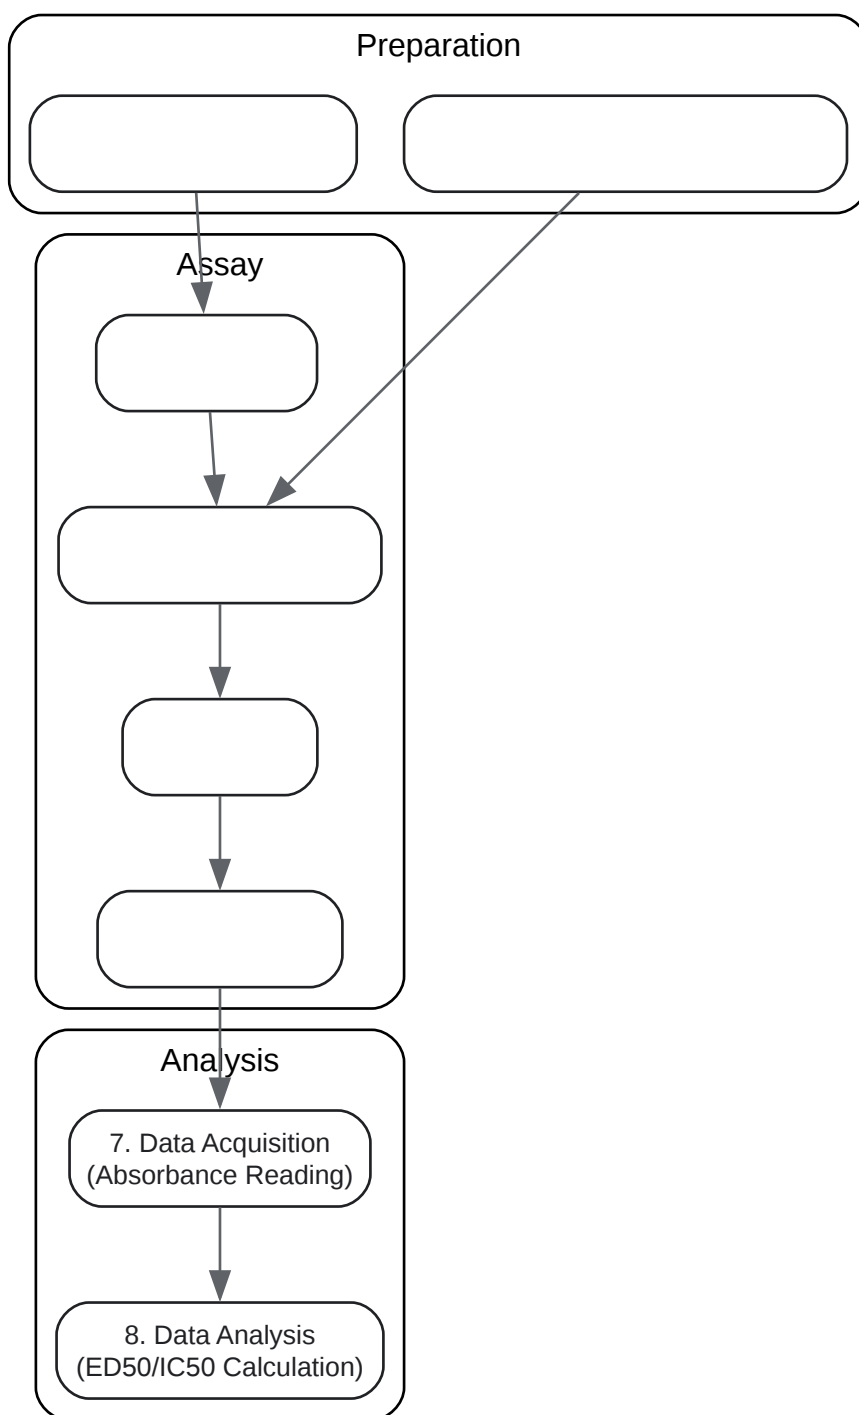 Preparation
Assay
Analysis
7. Data Acquisition
(Absorbance Reading)
8. Data Analysis
(ED50/IC50 Calculation)